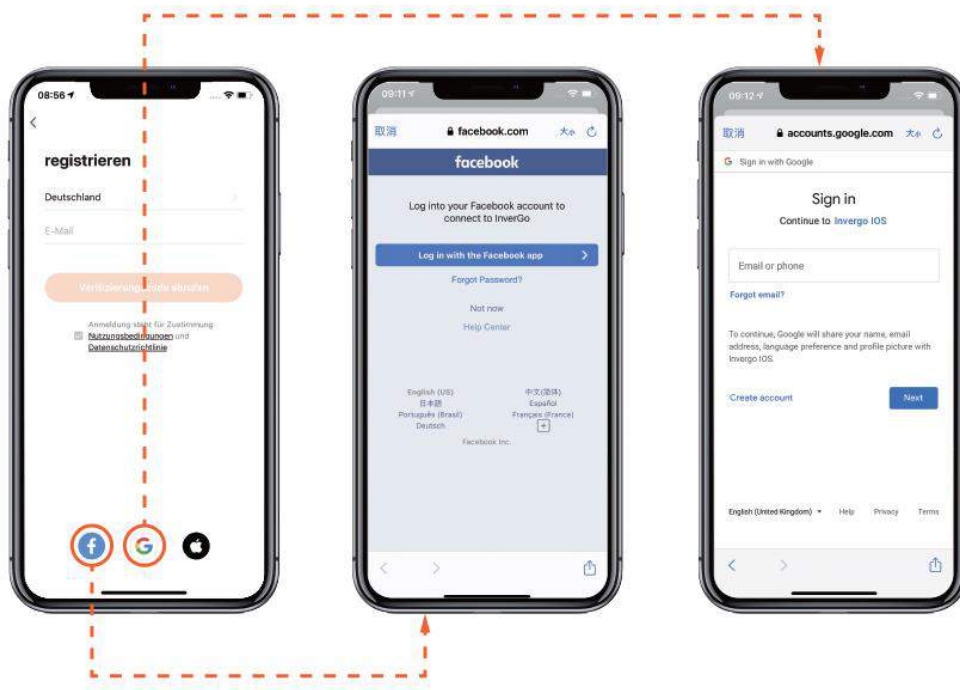 08:56
registrieren
Deutschland
E-Mail
Verifizierungscode abrufen
Anmeldung steht für Zustimmung
Nutzungsbedingungen und
Datenschutzrichtlinie
09:11
取消
facebook.com
大小
facebook
Log into your Facebook account to
connect to InverGo
Log in with the Facebook app
Forgot Password?
Not now
Help Center
English (US)
中文(简体)
日本語
Español
Português (Brasil)
Français (France)
Deutsch
Facebook Inc.
09:12
取消
accounts.google.com
大小
Sign in with Google
Sign in
Continue to Invergo IOS
Email or phone
Forgot email?
To continue, Google will share your name, email
address, language preference and profile picture with
Invergo IOS.
Create account
Next
English (United Kingdom)
Help
Privacy
Terms